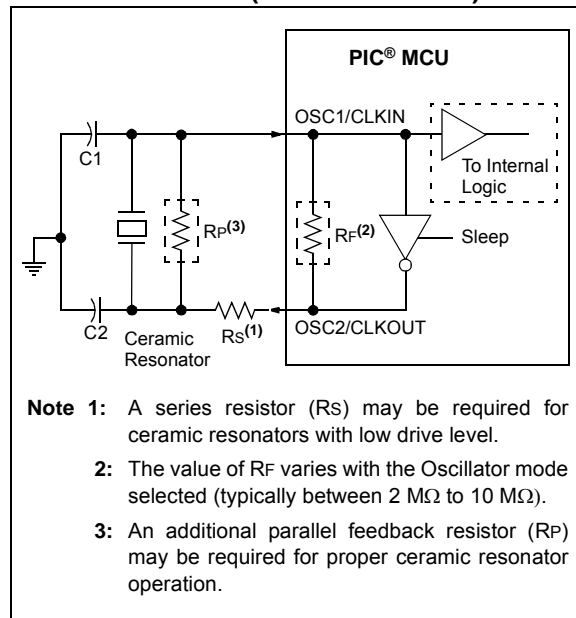 PIC® MCU
OSC1/CLKIN
C1
To Internal
Logic
RP(3)
RF(2)
Sleep
C2
Ceramic
Resonator
RS(1)
OSC2/CLKOUT
Note 1: A series resistor (RS) may be required for
ceramic resonators with low drive level.
2: The value of RF varies with the Oscillator mode
selected (typically between 2 MΩ to 10 MΩ).
3: An additional parallel feedback resistor (RP)
may be required for proper ceramic resonator
operation.